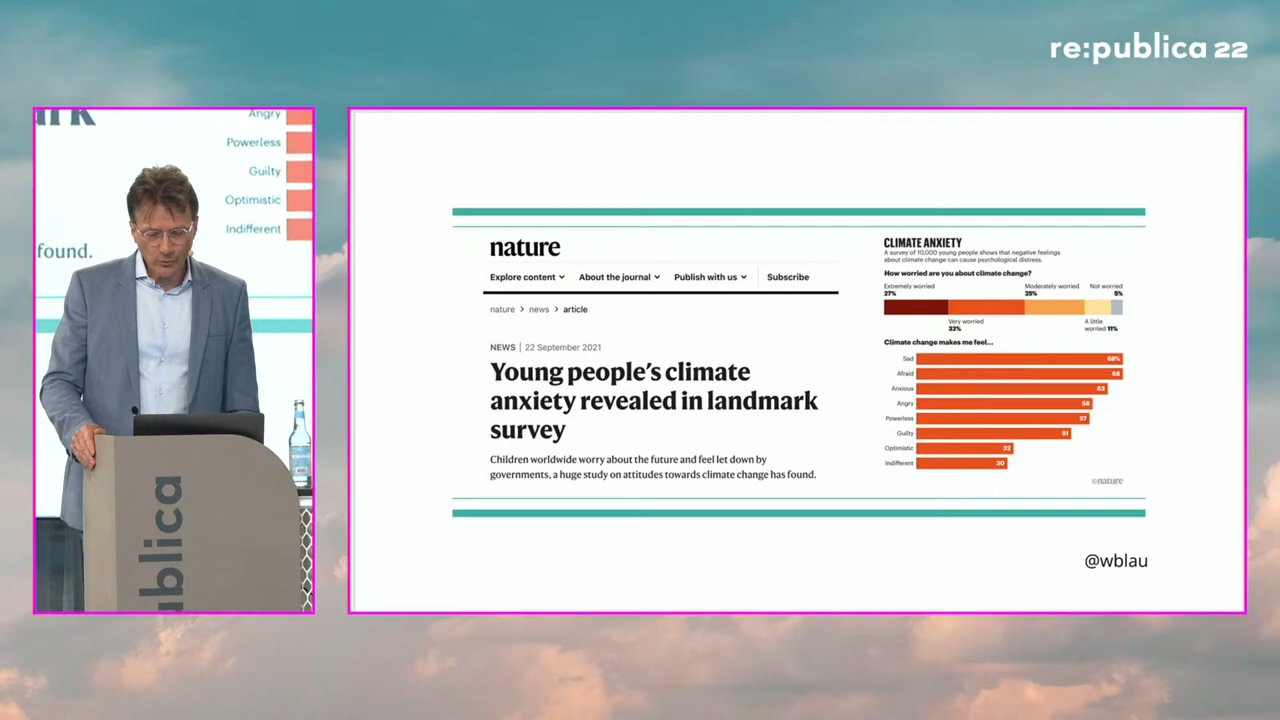 re:publica 22
Angry
Powerless
Guilty
Optimistic
Indifferent
found.
ublica
nature
Explore content
About the journal
Publish with us
Subscribe
nature > news > article
NEWS | 22 September 2021
Young people's climate
anxiety revealed in landmark
survey
Children worldwide worry about the future and feel let down by
governments, a huge study on attitudes towards climate change has found.
CLIMATE ANXIETY
A survey of 10,000 young people shows that negative feelings
about climate change can cause psychological distress.
How worried are you about climate change?
Extremely worried
27%
Moderately worried
25%
Not worried
5%
Very worried
32%
A little
worried 11%
Climate change makes me feel...
Sad 68%
Afraid 68
Anxious 63
Angry 58
Powerless 57
Guilty 51
Optimistic 32
Indifferent 30
©nature
@wblau